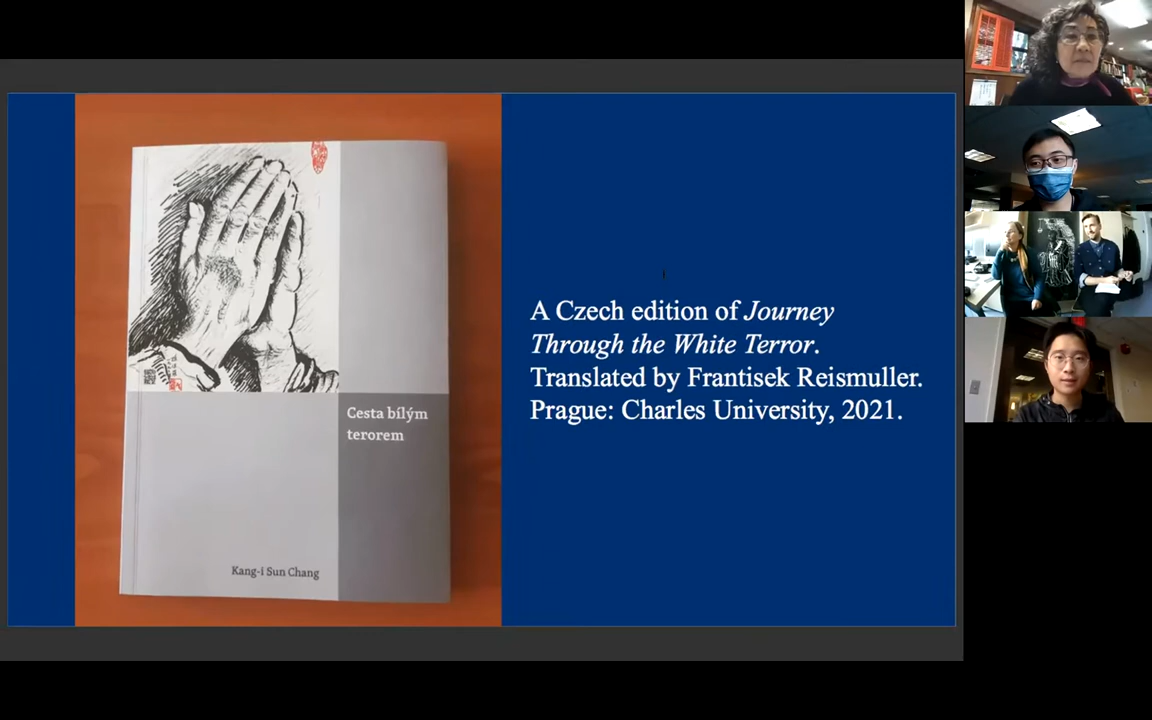 Cesta bílým
terorem
Kang-i Sun Chang
A Czech edition of Journey
Through the White Terror.
Translated by Frantisek Reismuller.
Prague: Charles University, 2021.